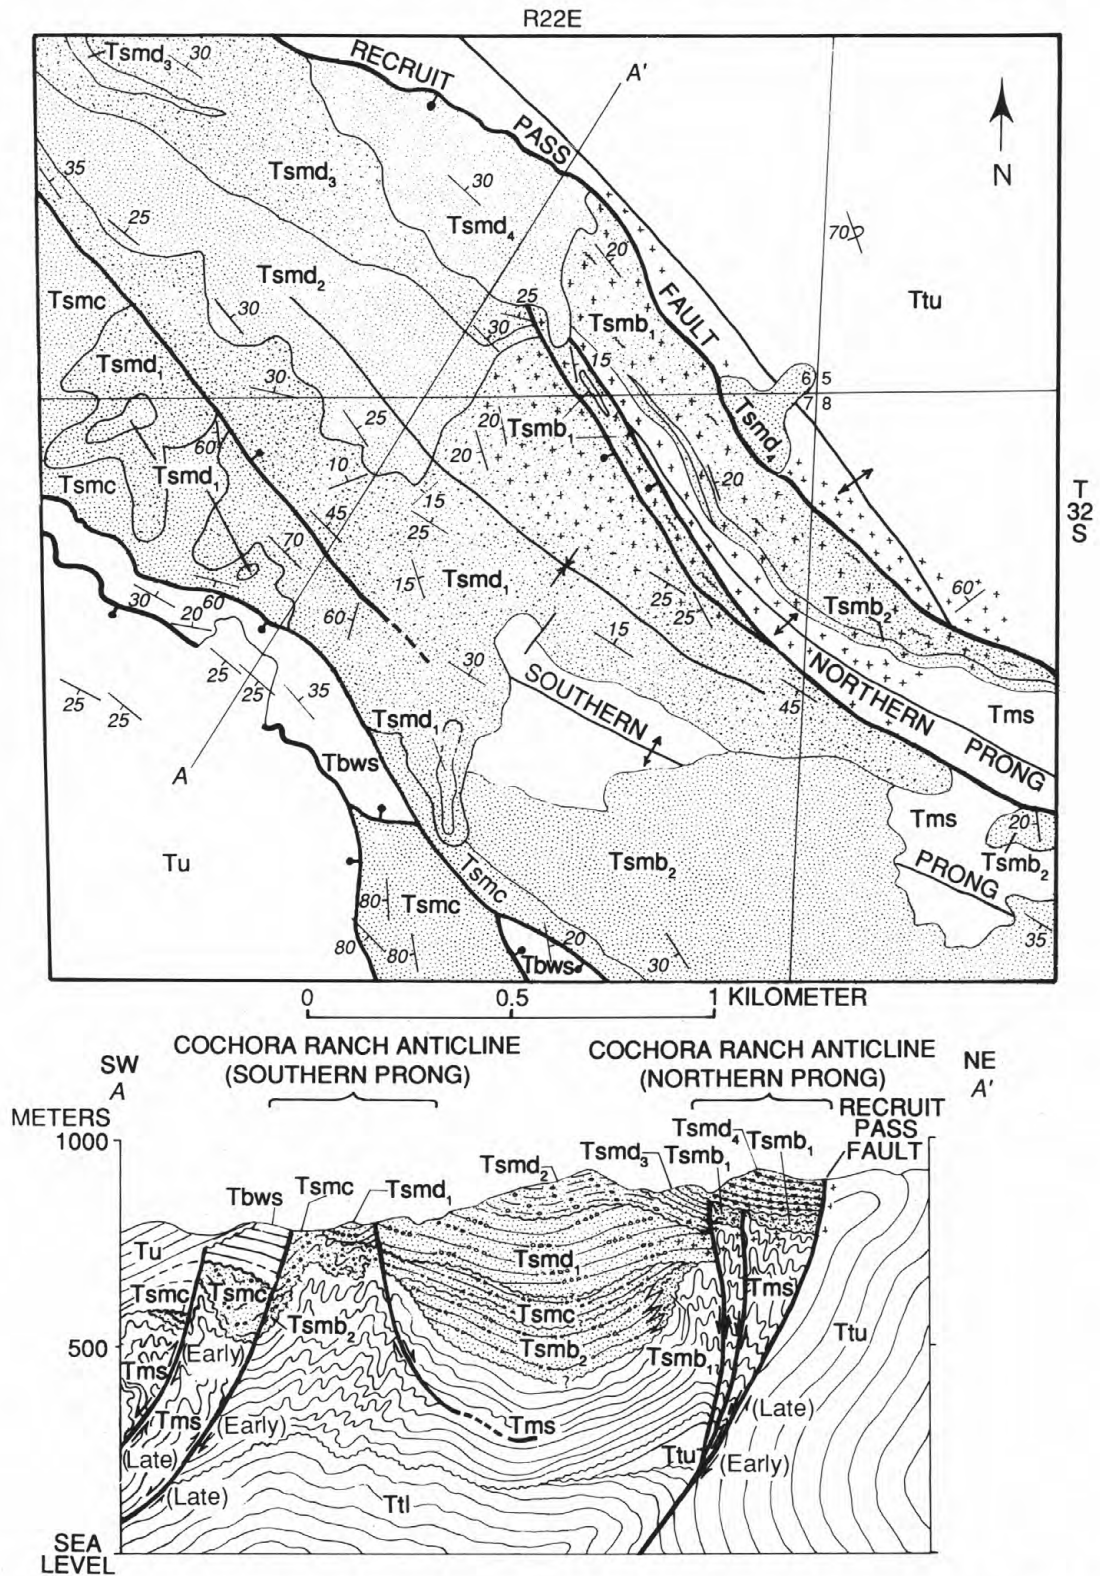 R22E
Tsmd3
30
RECRUIT
A'
PASS
N
35
Tsmd3
30
25
Tsmd4
20
70
Tsmd2
FAULT
Ttu
Tsmc
25
30
30
Tsmb1
Tsmd1
15
6 5
30
7 8
25
20
Tsmb1
Tsmd4
60
10
20
Tsmc
Tsmd1
20
15
T
32
S
45
25
70
15
Tsmd1
60
30
20
60
60
25
25
15
Tsmb2
25
25
35
30
SOUTHERN
NORTHERN
25
25
Tsmd1
45
Tms
A
Tbws
PRONG
Tms
20
Tu
Tsmb2
PRONG
Tsmb2
Tsmc
80
Tsmc
80
80
20
35
Tbws
30
0
0.5
1 KILOMETER
COCHORA RANCH ANTICLINE
(SOUTHERN PRONG)
COCHORA RANCH ANTICLINE
(NORTHERN PRONG)
SW
A
NE
A'
METERS
1000
RECRUIT
PASS
FAULT
Tsmd4
Tsmb1
Tsmd3
Tsmb1
Tsmd2
Tbws
Tsmc
Tsmd1
Tu
Tsmd1
Tsmc
Tsmc
Tms
Tsmc
Tsmb2
Ttu
Tsmb2
500
(Early)
Tsmb1
?
Tms
Tms
(Early)
Tms
(Late)
(Late)
Ttu
(Early)
(Late)
Ttl
SEA
LEVEL